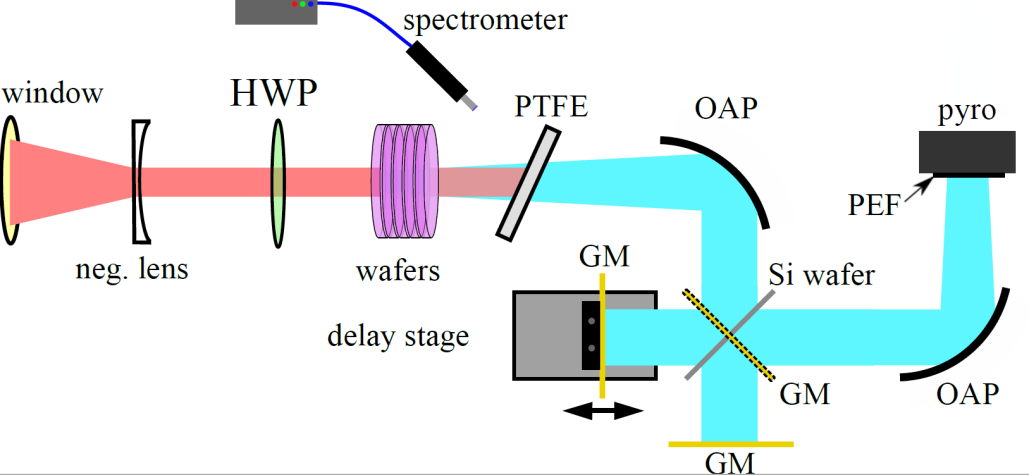 spectrometer
window
HWP
PTFE
OAP
pyro
PEF
neg. lens
wafers
GM
Si wafer
delay stage
GM
OAP
GM